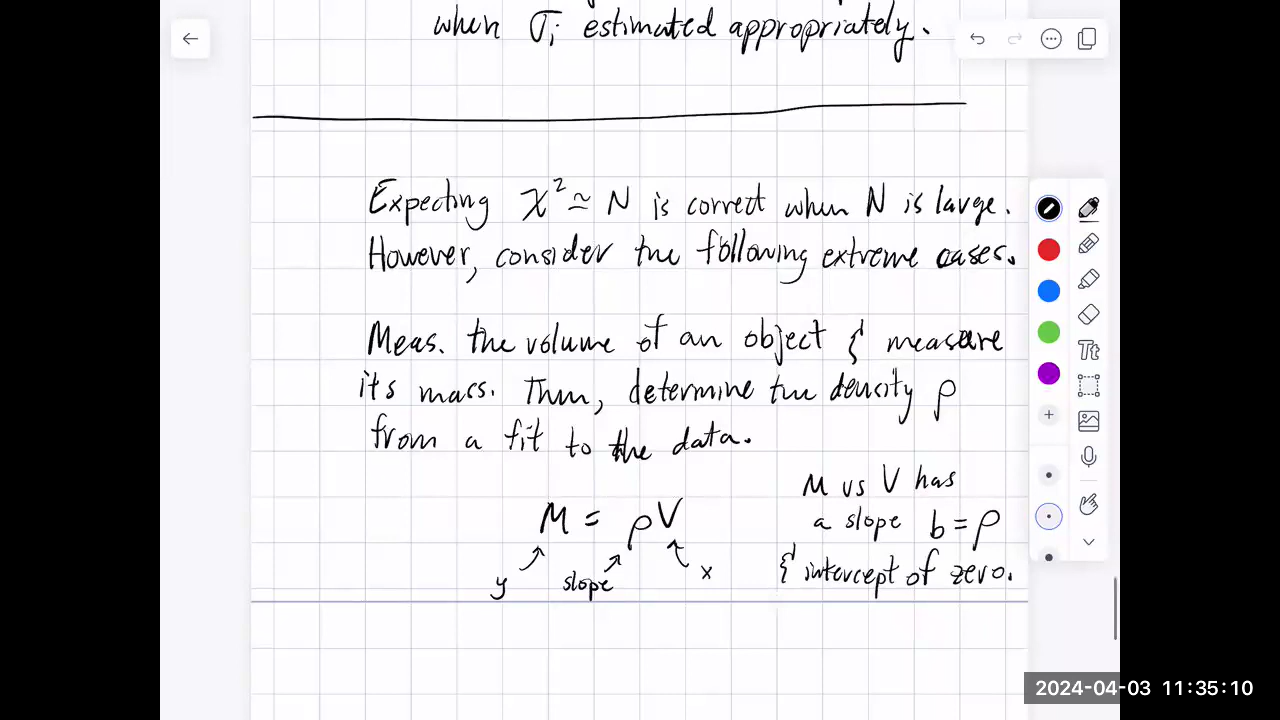 when σi estimated appropriately.
Expecting χ² ≃ N is correct when N is large.
However, consider the following extreme cases.
Meas. the volume of an object & measure
its mass. Then, determine the density ρ
from a fit to the data.
M vs V has
a slope b = ρ
& intercept of zero.
M = ρV
y slope x
Tt
2024-04-03 11:35:10